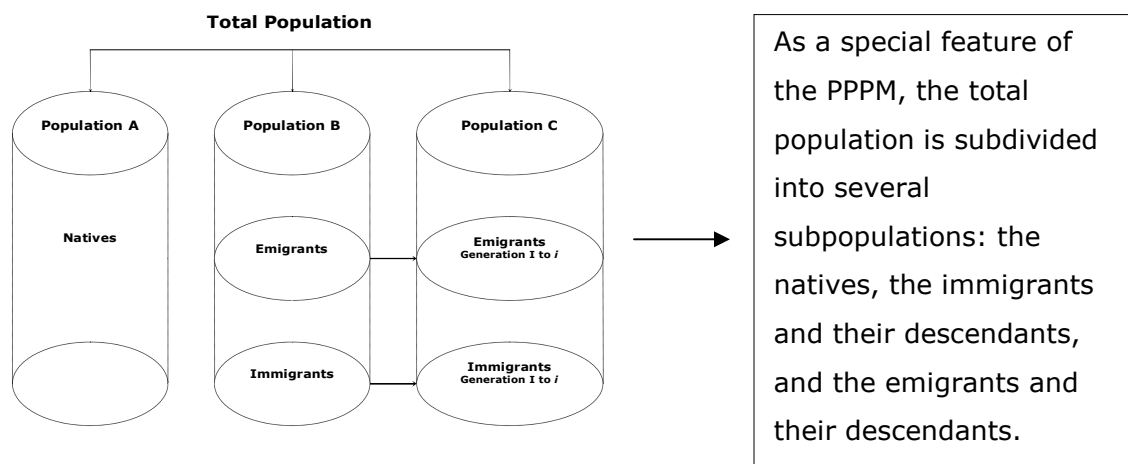 Total Population
Population A
Population B
Population C
Natives
Emigrants
Emigrants
Generation I to i
Immigrants
Immigrants
Generation I to i
As a special feature of
the PPPM, the total
population is subdivided
into several
subpopulations: the
natives, the immigrants
and their descendants,
and the emigrants and
their descendants.